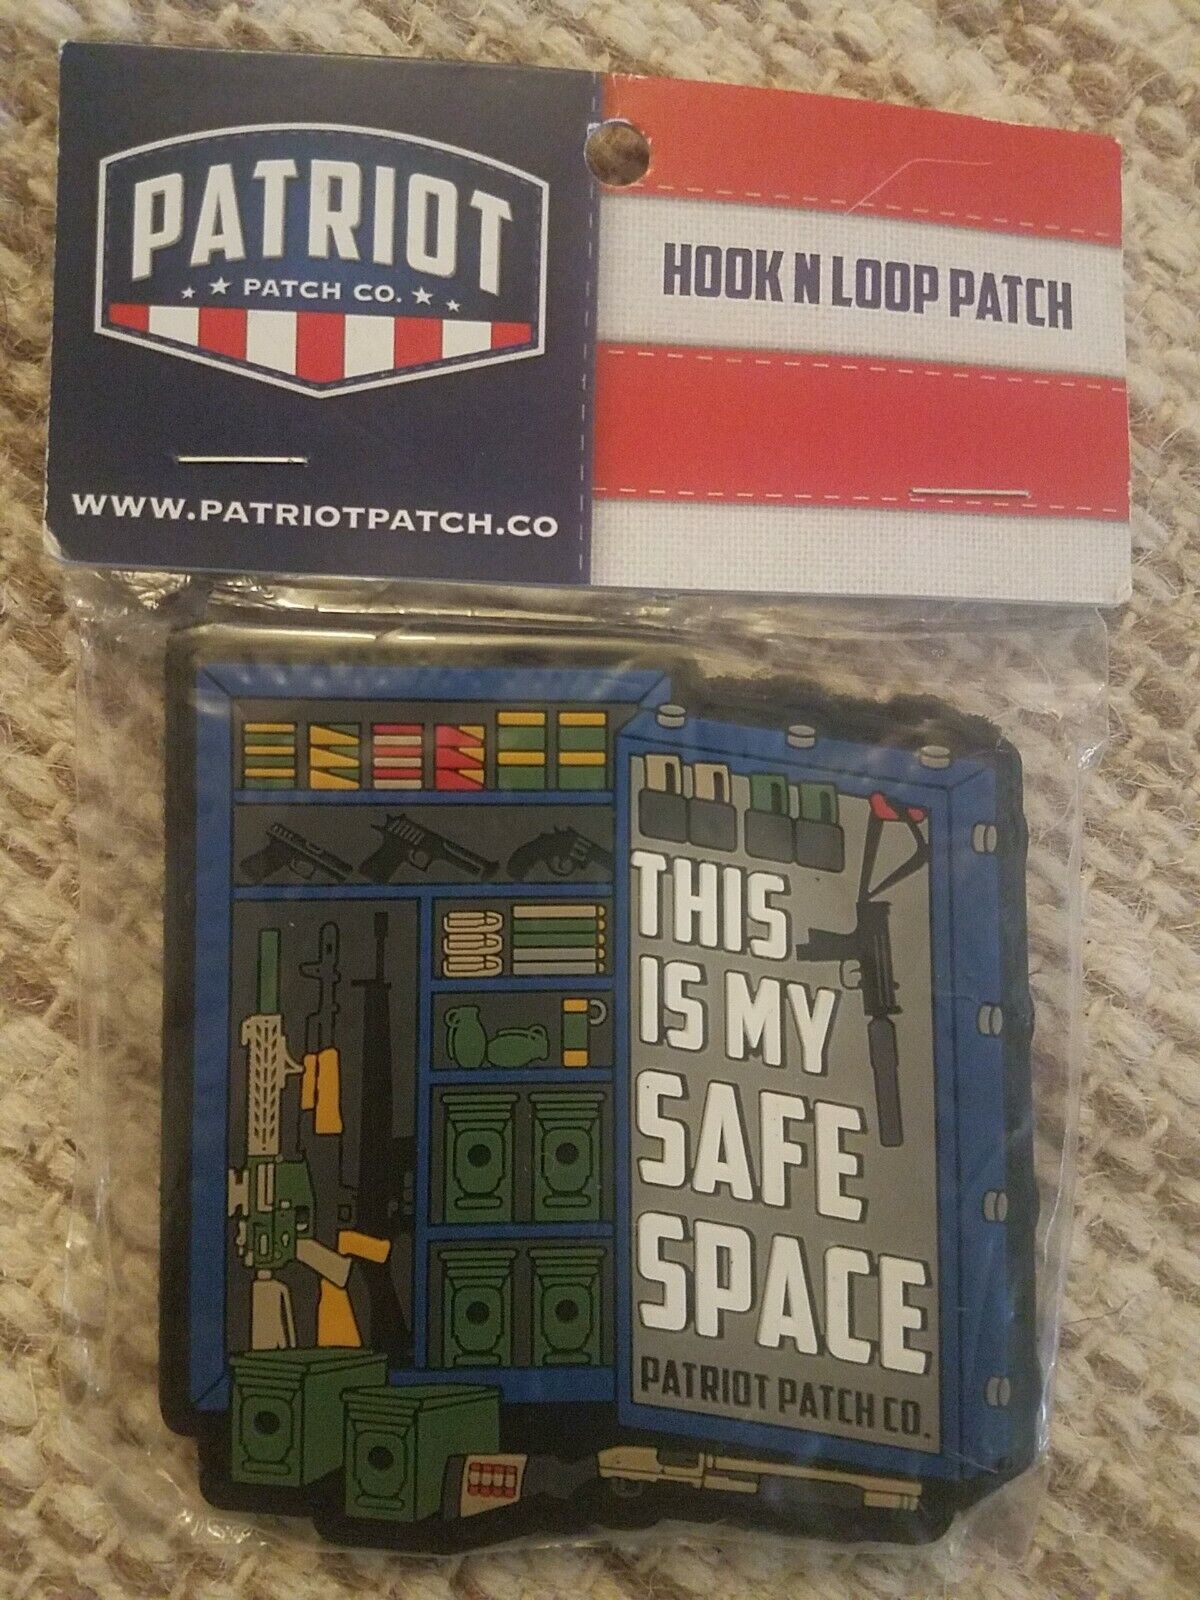 PATRIOT
PATCH CO.
WWW.PATRIOTPATCH.CO
HOOK N LOOP PATCH
THIS
IS MY
SAFE
SPACE
PATRIOT PATCH CO.